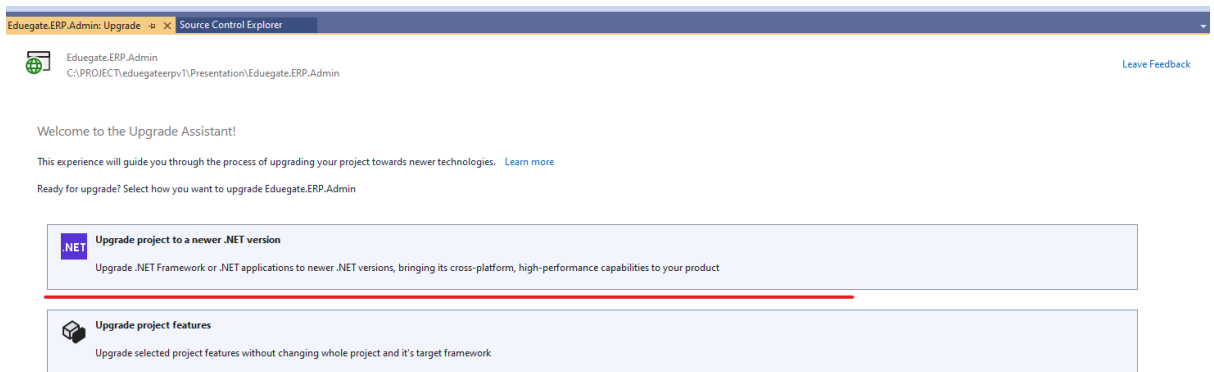 Eduegate.ERP.Admin: Upgrade
Source Control Explorer
Eduegate.ERP.Admin
C:\PROJECT\eduegateerpv1\Presentation\Eduegate.ERP.Admin
Leave Feedback
Welcome to the Upgrade Assistant!
This experience will guide you through the process of upgrading your project towards newer technologies. Learn more
Ready for upgrade? Select how you want to upgrade Eduegate.ERP.Admin
.NET
Upgrade project to a newer .NET version
Upgrade .NET Framework or .NET applications to newer .NET versions, bringing its cross-platform, high-performance capabilities to your product
Upgrade project features
Upgrade selected project features without changing whole project and it's target framework